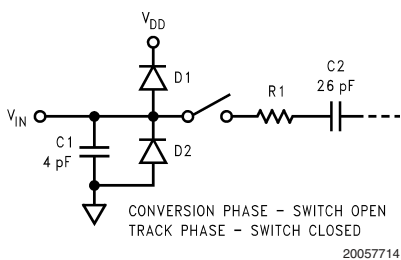 VDD
D1
C2
R1
26 pF
VIN
C1
D2
4 pF
CONVERSION PHASE – SWITCH OPEN
TRACK PHASE – SWITCH CLOSED
20057714